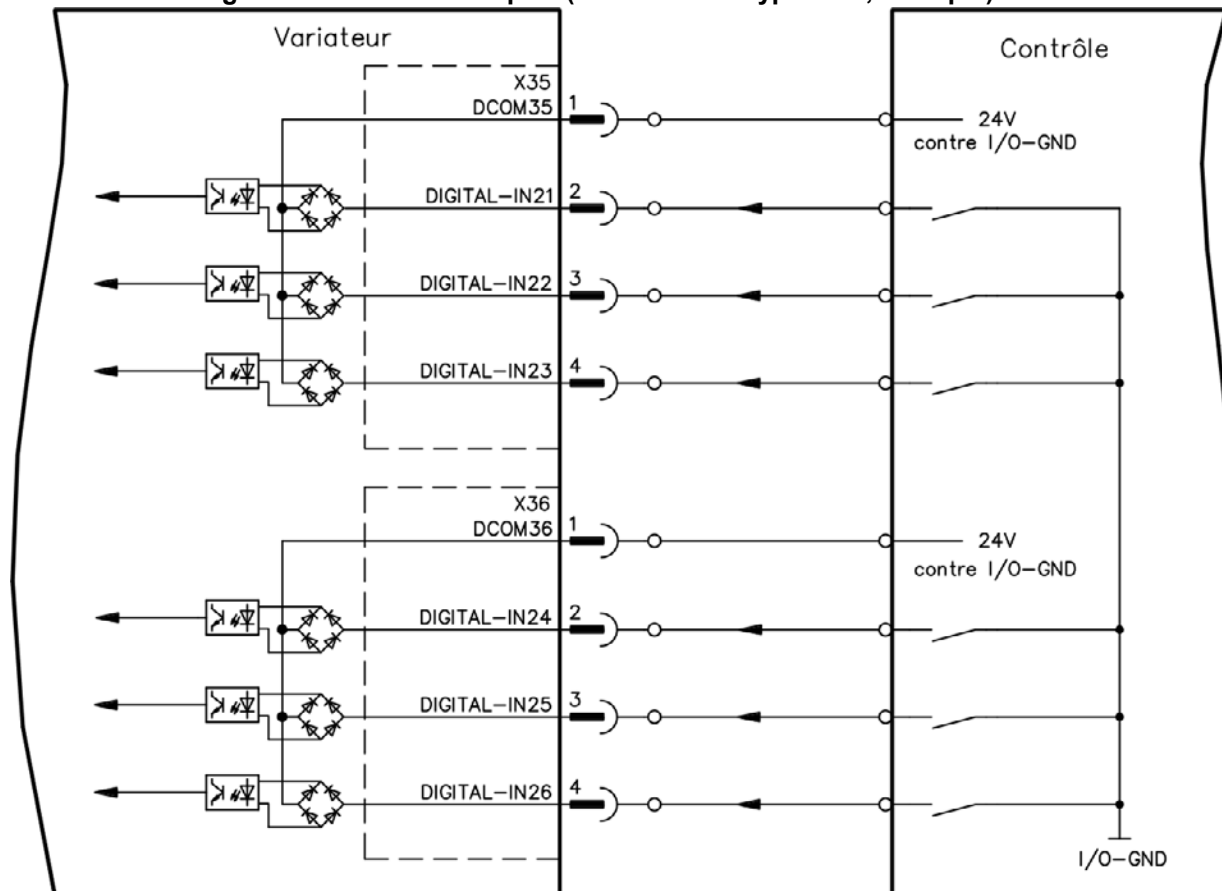 Variateur
Contrôle
X35
DCOM35
1
24V
contre I/O-GND
DIGITAL-IN21
2
DIGITAL-IN22
3
DIGITAL-IN23
4
X36
DCOM36
1
24V
contre I/O-GND
DIGITAL-IN24
2
DIGITAL-IN25
3
DIGITAL-IN26
4
I/O-GND